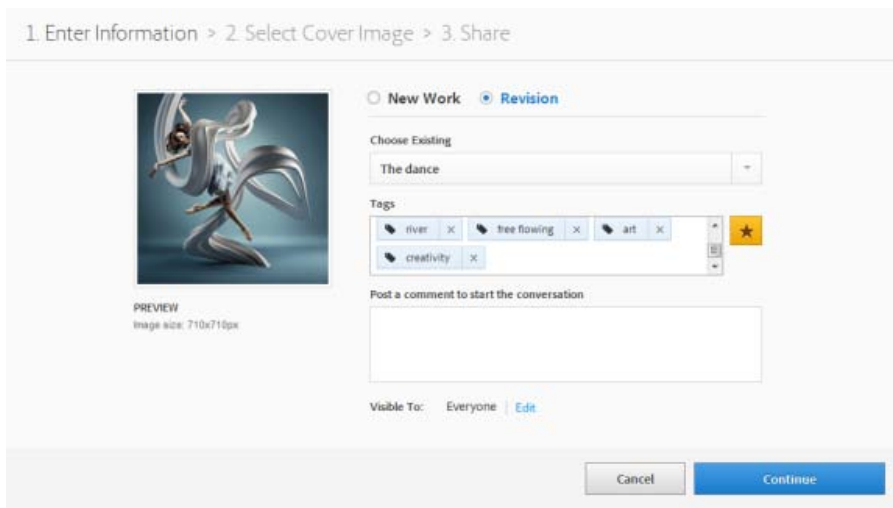 1. Enter Information > 2. Select Cover Image > 3. Share
New Work Revision
Choose Existing
The dance
Tags
river x free flowing x art x
creativity x
Post a comment to start the conversation
PREVIEW
Image size: 710x710px
Visible To: Everyone | Edit
Cancel Continue